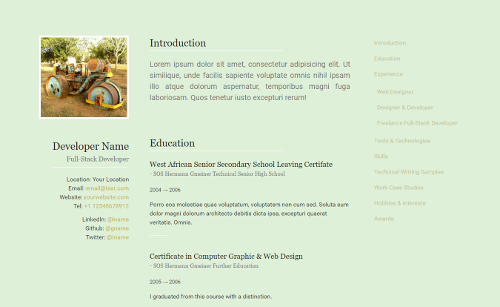 Introduction
Lorem ipsum dolor sit amet, consectetur adipisicing elit. Ut
similique, unde facilis sapiente voluptate omnis nihil ipsam
illo atque dolorum aspernatur, temporibus magni fuga
laboriosam. Quos tenetur iusto excepturi rerum!
Developer Name
Full-Stack Developer
Location: Your Location
Email: email@test.com
Website: yourwebsite.com
Tel: +1 12345678912
LinkedIn: @lname
Github: @gname
Twitter: @tname
Education
West African Senior Secondary School Leaving Certifate
- SOS Hermann Gmeiner Technical Senior High School
2004 — 2006
Porro eos molestiae quas voluptatum, voluptatem non cum sed. Soluta eum
dolor magni dolorum architecto debitis dicta ipsa, excepturi quaerat
veritatis. Omnis.
Certificate in Computer Graphic & Web Design
- SOS Hermann Gmeiner Further Education
2005 — 2006
I graduated from this course with a distinction.
Introduction
Education
Experience
Web Designer
Designer & Developer
Freelance Full-Stack Developer
Tools & Technologies
Skills
Technical Writing Samples
Work Case Studies
Hobbies & Interests
Awards